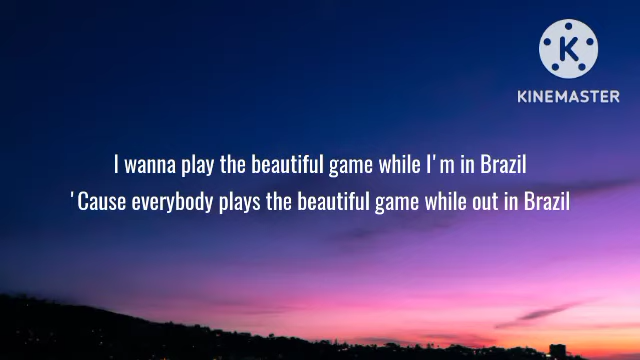 KINEMASTER
I wanna play the beautiful game while I'm in Brazil
'Cause everybody plays the beautiful game while out in Brazil